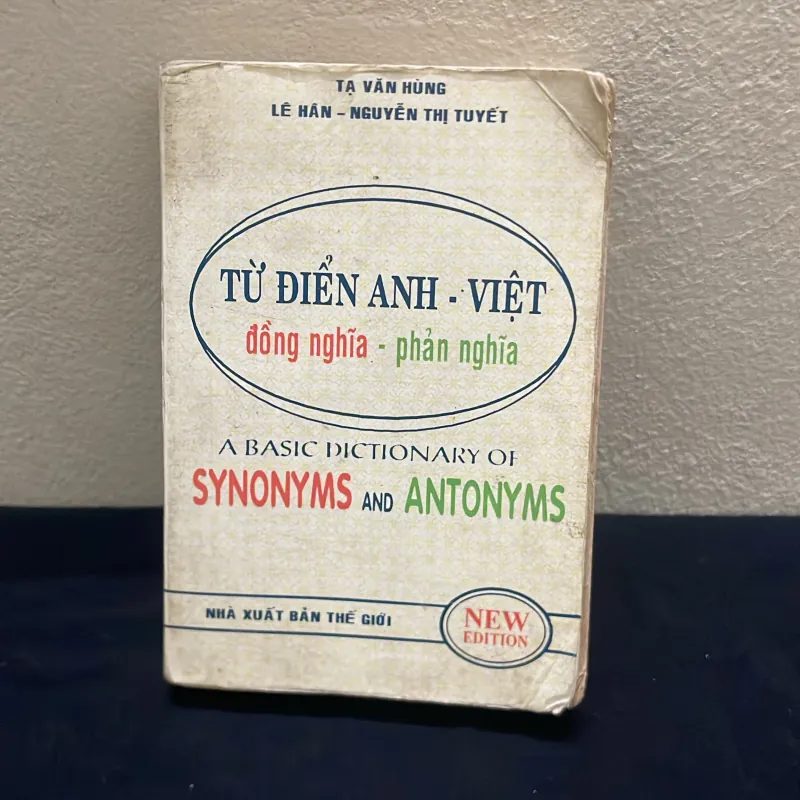 TẠ VĂN HÙNG
LÊ HÂN - NGUYỄN THỊ TUYẾT
TỪ ĐIỂN ANH - VIỆT
đồng nghĩa - phản nghĩa
A BASIC DICTIONARY OF
SYNONYMS AND ANTONYMS
NHÀ XUẤT BẢN THẾ GIỚI
NEW
EDITION